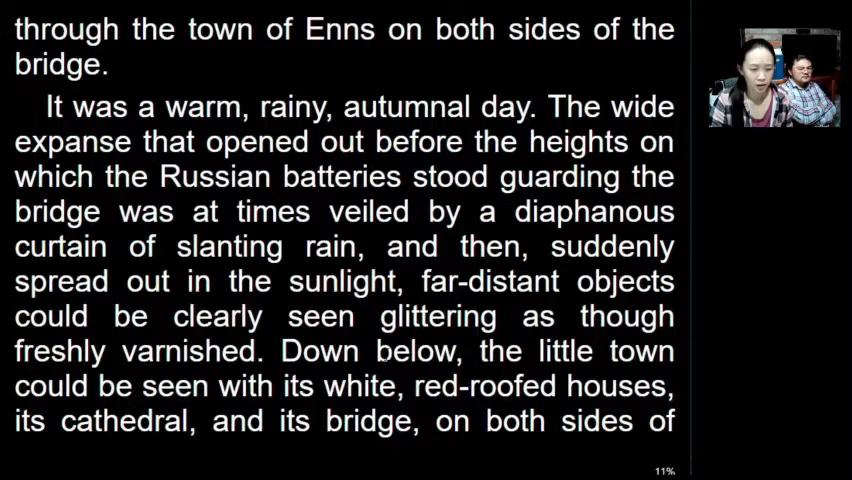 through the town of Enns on both sides of the
bridge.
It was a warm, rainy, autumnal day. The wide
expanse that opened out before the heights on
which the Russian batteries stood guarding the
bridge was at times veiled by a diaphanous
curtain of slanting rain, and then, suddenly
spread out in the sunlight, far-distant objects
could be clearly seen glittering as though
freshly varnished. Down below, the little town
could be seen with its white, red-roofed houses,
its cathedral, and its bridge, on both sides of
11%